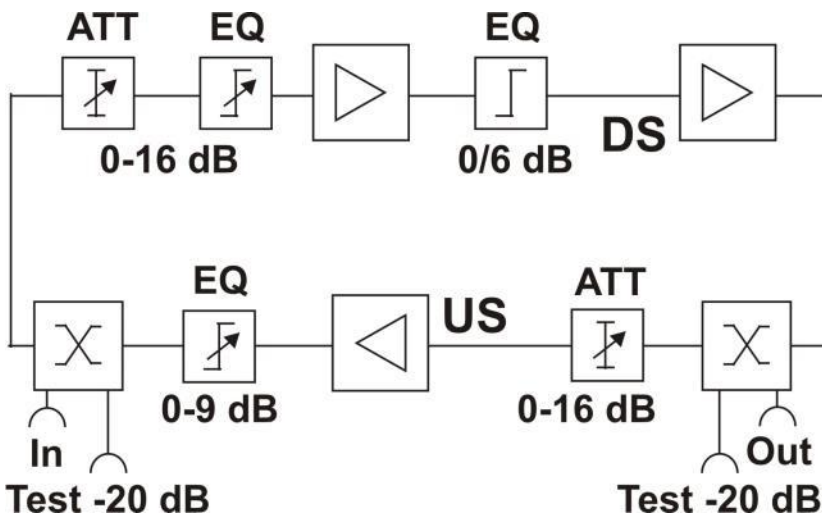 ATT
EQ
EQ
0-16 dB
0/6 dB
DS
EQ
US
ATT
0-9 dB
0-16 dB
In
Out
Test -20 dB
Test -20 dB